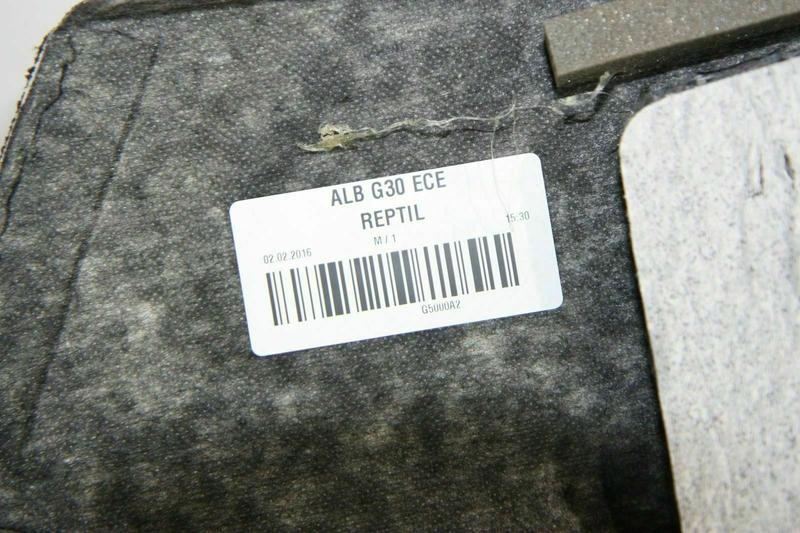 ALB G30 ECE
REPTIL
02.02.2016 M / 1 15:30
G5000A2